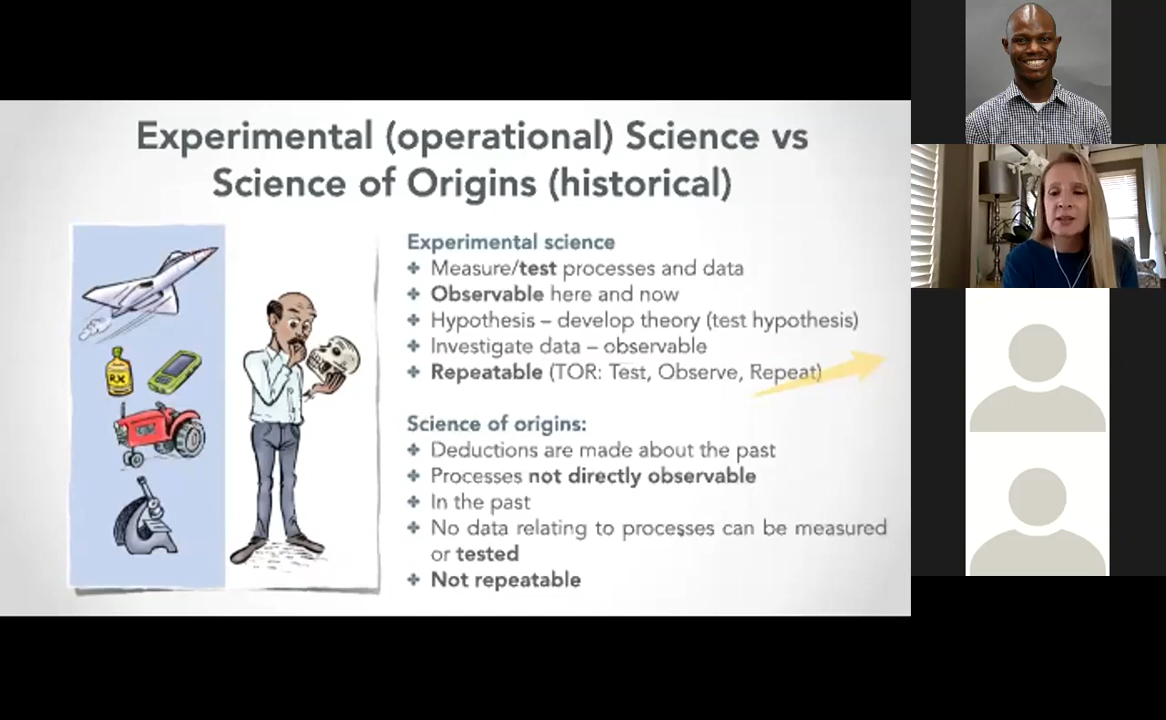 Experimental (operational) Science vs
Science of Origins (historical)
Experimental science
❖ Measure/test processes and data
❖ Observable here and now
❖ Hypothesis – develop theory (test hypothesis)
❖ Investigate data – observable
❖ Repeatable (TOR: Test, Observe, Repeat)
Science of origins:
❖ Deductions are made about the past
❖ Processes not directly observable
❖ In the past
❖ No data relating to processes can be measured
or tested
❖ Not repeatable
RX